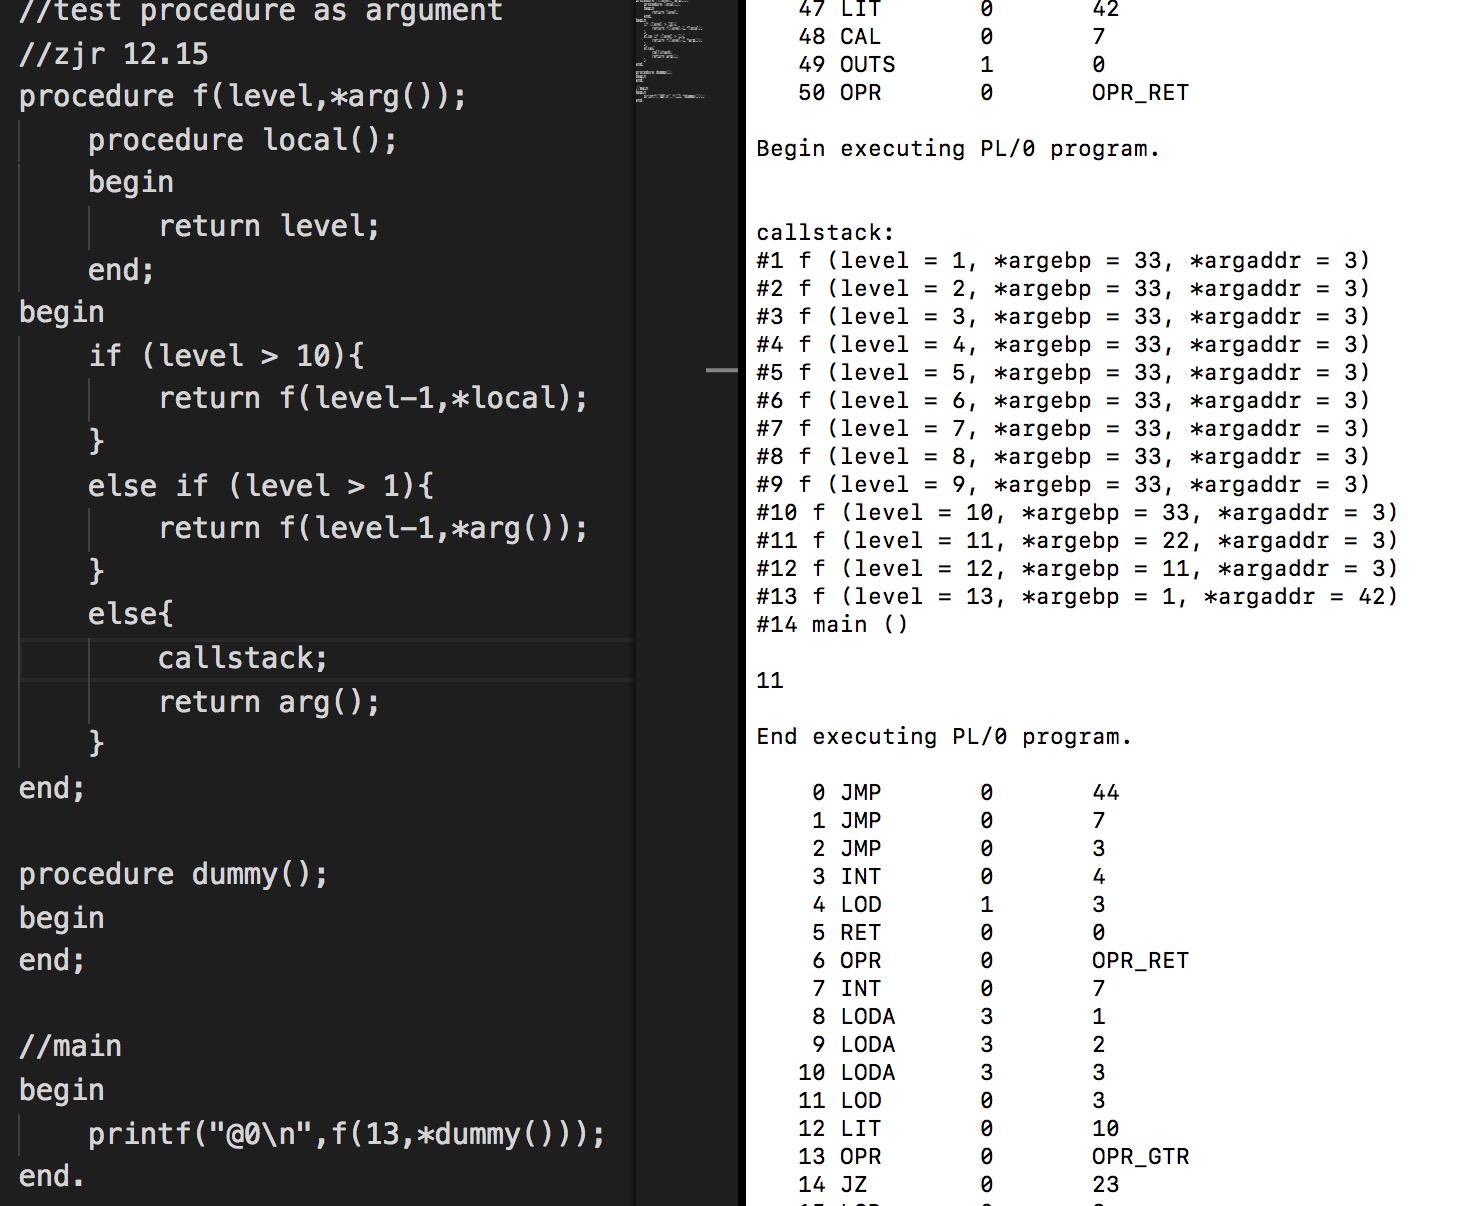 //test procedure as argument
//zjr 12.15
procedure f(level,*arg());
    procedure local();
    begin
        return level;
    end;
begin
    if (level > 10){
        return f(level-1,*local);
    }
    else if (level > 1){
        return f(level-1,*arg());
    }
    else{
        callstack;
        return arg();
    }
end;
procedure dummy();
begin
end;
//main
begin
    printf("@0\n",f(13,*dummy()));
end.
47 LIT 0 42
48 CAL 0 7
49 OUTS 1 0
50 OPR 0 OPR_RET
Begin executing PL/0 program.
callstack:
#1 f (level = 1, *argebp = 33, *argaddr = 3)
#2 f (level = 2, *argebp = 33, *argaddr = 3)
#3 f (level = 3, *argebp = 33, *argaddr = 3)
#4 f (level = 4, *argebp = 33, *argaddr = 3)
#5 f (level = 5, *argebp = 33, *argaddr = 3)
#6 f (level = 6, *argebp = 33, *argaddr = 3)
#7 f (level = 7, *argebp = 33, *argaddr = 3)
#8 f (level = 8, *argebp = 33, *argaddr = 3)
#9 f (level = 9, *argebp = 33, *argaddr = 3)
#10 f (level = 10, *argebp = 33, *argaddr = 3)
#11 f (level = 11, *argebp = 22, *argaddr = 3)
#12 f (level = 12, *argebp = 11, *argaddr = 3)
#13 f (level = 13, *argebp = 1, *argaddr = 42)
#14 main ()
11
End executing PL/0 program.
0 JMP 0 44
1 JMP 0 7
2 JMP 0 3
3 INT 0 4
4 LOD 1 3
5 RET 0 0
6 OPR 0 OPR_RET
7 INT 0 7
8 LODA 3 1
9 LODA 3 2
10 LODA 3 3
11 LOD 0 3
12 LIT 0 10
13 OPR 0 OPR_GTR
14 JZ 0 23